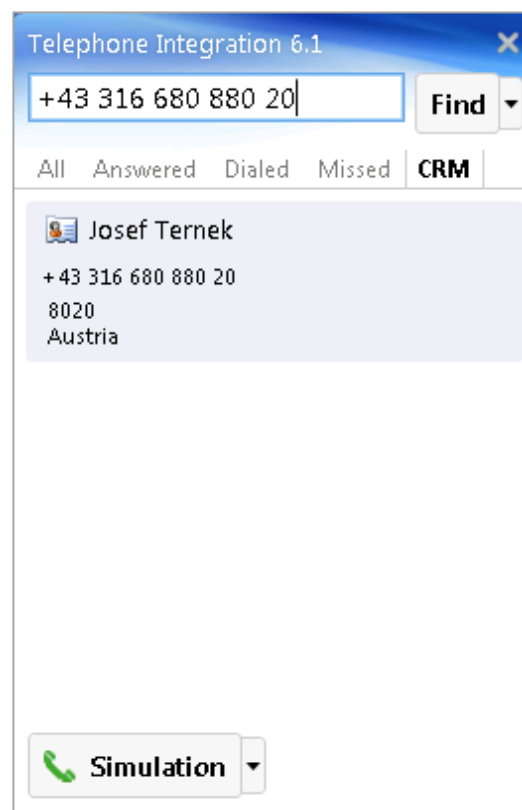 Telephone Integration 6.1
+43 316 680 880 20
Find
All Answered Dialed Missed CRM
Josef Ternek
+43 316 680 880 20
8020
Austria
Simulation